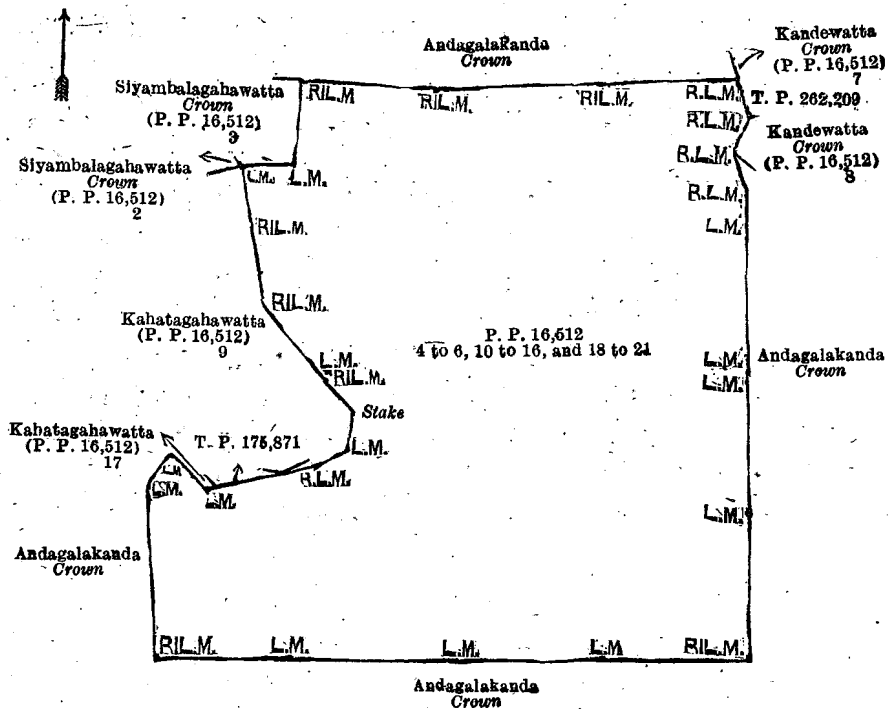 Andagalakanda
Crown
Kandewatta
Crown
(P. P. 16,512)
7
Siyambalagahawatta
Crown
(P. P. 16,512)
3
RIL.M
RIL.M.
RIL.M.
R.L.M.
T. P. 262,209
R.L.M.
Kandewatta
Crown
(P. P. 16,512)
8
R.L.M.
Siyambalagahawatta
Crown
(P. P. 16,512)
2
L.M.
L.M.
R.L.M.
L.M.
RIL.M.
RIL.M.
Kahatagahawatta
(P. P. 16,512)
9
P. P. 16,512
4 to 6, 10 to 16, and 18 to 21
L.M.
RIL.M.
L.M.
L.M.
Andagalakanda
Crown
Stake
Kahatagahawatta
(P. P. 16,512)
17
T. P. 175,871
L.M.
L.M.
L.M.
L.M.
R.L.M.
L.M.
Andagalakanda
Crown
RIL.M.
L.M.
L.M.
L.M
RIL.M.
Andagalakanda
Crown